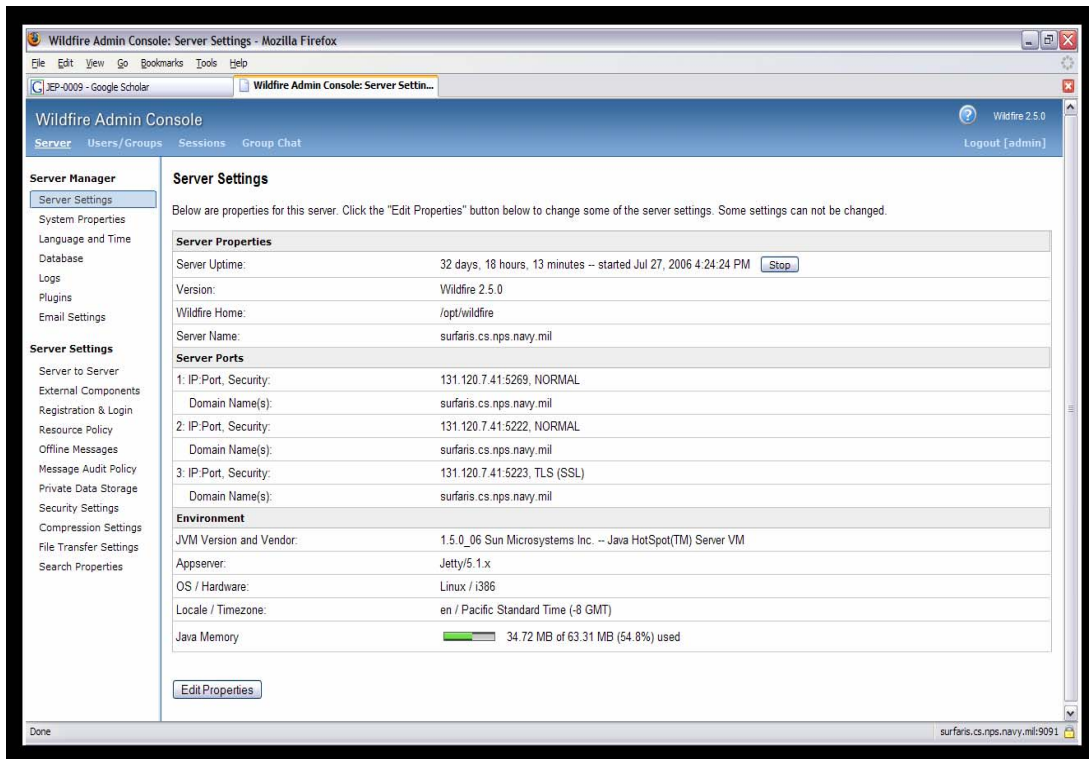 Wildfire Admin Console: Server Settings - Mozilla Firefox
File Edit View Go Bookmarks Tools Help
JEP-0009 - Google Scholar
Wildfire Admin Console: Server Settin...
Wildfire Admin Console
? Wildfire 2.5.0
Server Users/Groups Sessions Group Chat
Logout [admin]
Server Manager
Server Settings
System Properties
Language and Time
Database
Logs
Plugins
Email Settings
Server Settings
Server to Server
External Components
Registration & Login
Resource Policy
Offline Messages
Message Audit Policy
Private Data Storage
Security Settings
Compression Settings
File Transfer Settings
Search Properties
Server Settings
Below are properties for this server. Click the "Edit Properties" button below to change some of the server settings. Some settings can not be changed.
Server Properties
Server Uptime: 32 days, 18 hours, 13 minutes -- started Jul 27, 2006 4:24:24 PM Stop
Version: Wildfire 2.5.0
Wildfire Home: /opt/wildfire
Server Name: surfaris.cs.nps.navy.mil
Server Ports
1: IP:Port, Security: 131.120.7.41:5269, NORMAL
Domain Name(s): surfaris.cs.nps.navy.mil
2: IP:Port, Security: 131.120.7.41:5222, NORMAL
Domain Name(s): surfaris.cs.nps.navy.mil
3: IP:Port, Security: 131.120.7.41:5223, TLS (SSL)
Domain Name(s): surfaris.cs.nps.navy.mil
Environment
JVM Version and Vendor: 1.5.0_06 Sun Microsystems Inc. -- Java HotSpot(TM) Server VM
Appserver: Jetty/5.1.x
OS / Hardware: Linux / i386
Locale / Timezone: en / Pacific Standard Time (-8 GMT)
Java Memory 34.72 MB of 63.31 MB (54.8%) used
Edit Properties
Done
surfaris.cs.nps.navy.mil:9091